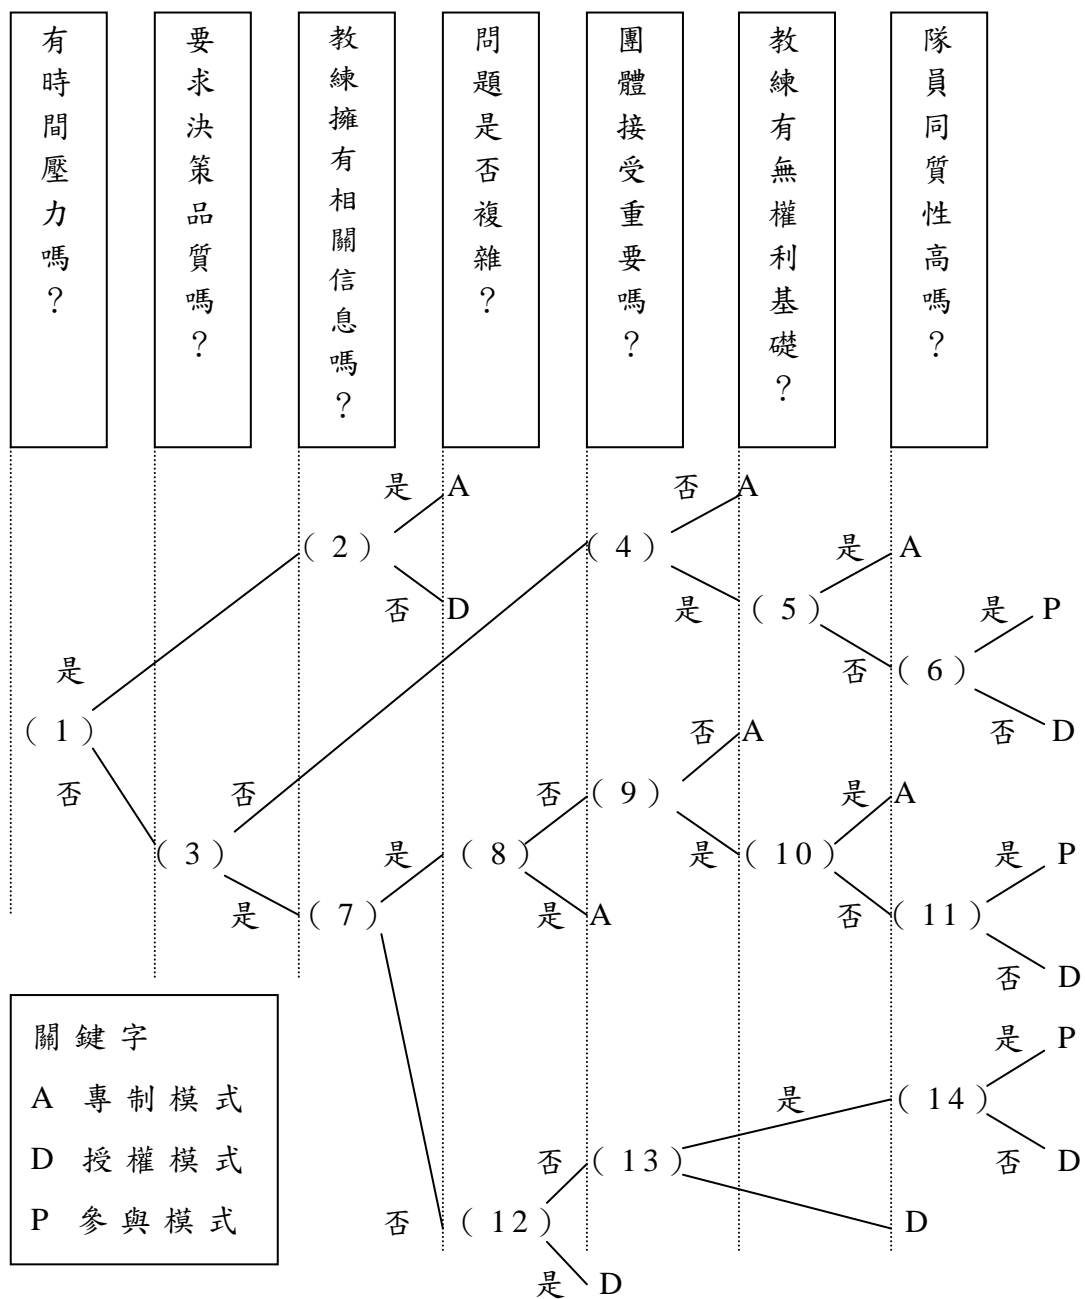 有時間壓力嗎？
要求決策品質嗎？
教練擁有相關信息嗎？
問題是否複雜？
團體接受重要嗎？
教練有無權利基礎？
隊員同質性高嗎？
是 A 否 A
（2） （4） 是 A
否 D 是 （5） 是 P
是 否 （6）
（1） 否 A 否 D
否 否 否 （9） 是 A
（3） 是 （8） 是 （10） 是 P
是 （7） 是 A 否 （11）
否 D
關鍵字
A 專制模式
D 授權模式
P 參與模式
是 P
是 （14）
否 （13） 否 D
否 （12） D
是 D